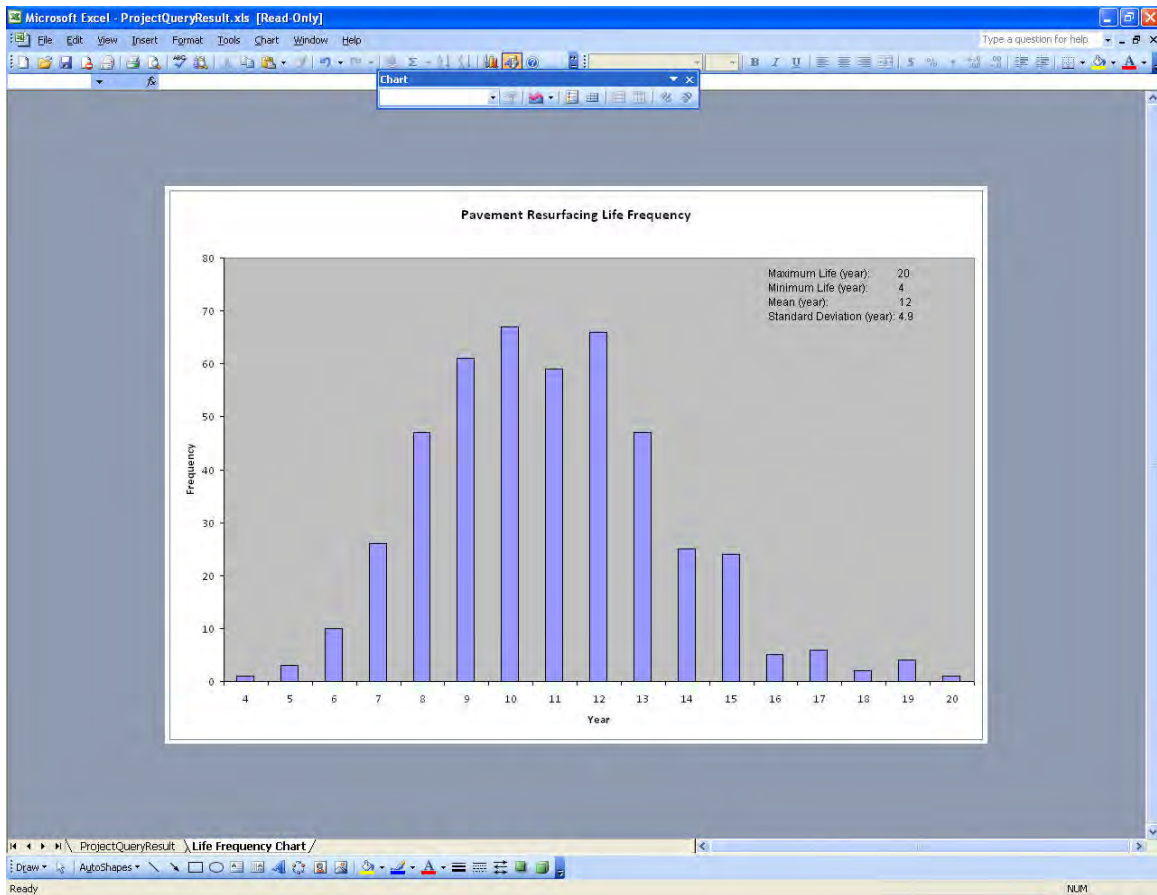 Microsoft Excel - ProjectQueryResult.xls [Read-Only]
File Edit View Insert Format Tools Chart Window Help
Type a question for help
Chart
Pavement Resurfacing Life Frequency
Maximum Life (year): 20
Minimum Life (year): 4
Mean (year): 12
Standard Deviation (year): 4.9
80
70
60
50
40
30
20
10
0
Frequency
4 5 6 7 8 9 10 11 12 13 14 15 16 17 18 19 20
Year
ProjectQueryResult Life Frequency Chart
Draw AutoShapes
Ready NUM